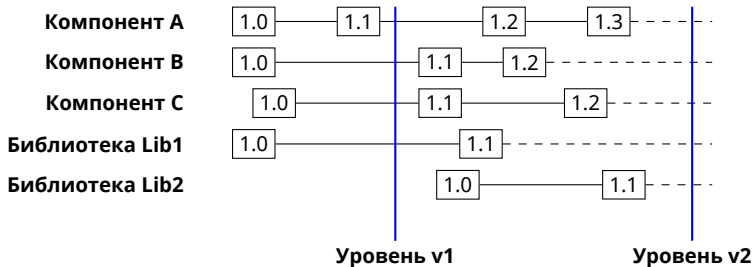 Компонент A 1.0 1.1 1.2 1.3
Компонент B 1.0 1.1 1.2
Компонент C 1.0 1.1 1.2
Библиотека Lib1 1.0 1.1
Библиотека Lib2 1.0 1.1
Уровень v1 Уровень v2